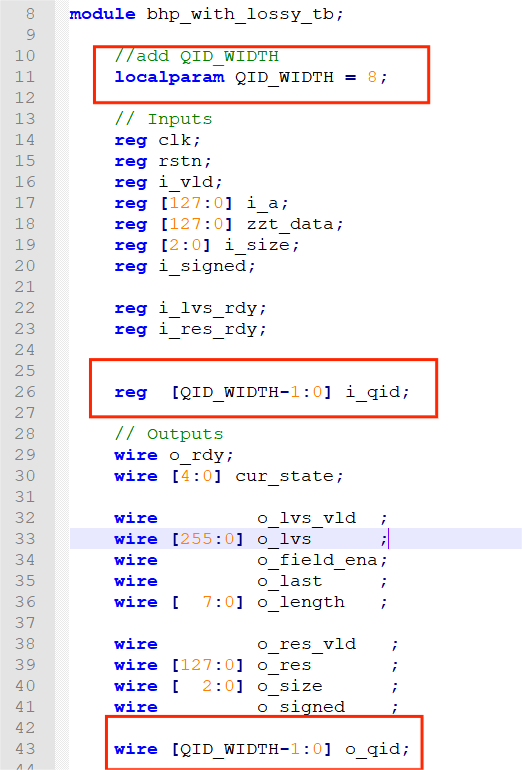 8 module bhp_with_lossy_tb;
9
10 //add QID_WIDTH
11 localparam QID_WIDTH = 8;
12
13 // Inputs
14 reg clk;
15 reg rstn;
16 reg i_vld;
17 reg [127:0] i_a;
18 reg [127:0] zzt_data;
19 reg [2:0] i_size;
20 reg i_signed;
21
22 reg i_lvs_rdy;
23 reg i_res_rdy;
24
25
26 reg  [QID_WIDTH-1:0] i_qid;
27
28 // Outputs
29 wire o_rdy;
30 wire [4:0] cur_state;
31
32 wire         o_lvs_vld  ;
33 wire [255:0] o_lvs      ;
34 wire         o_field_ena;
35 wire         o_last     ;
36 wire [  7:0] o_length   ;
37
38 wire         o_res_vld   ;
39 wire [127:0] o_res       ;
40 wire [  2:0] o_size      ;
41 wire         o_signed    ;
42
43 wire [QID_WIDTH-1:0] o_qid;
44